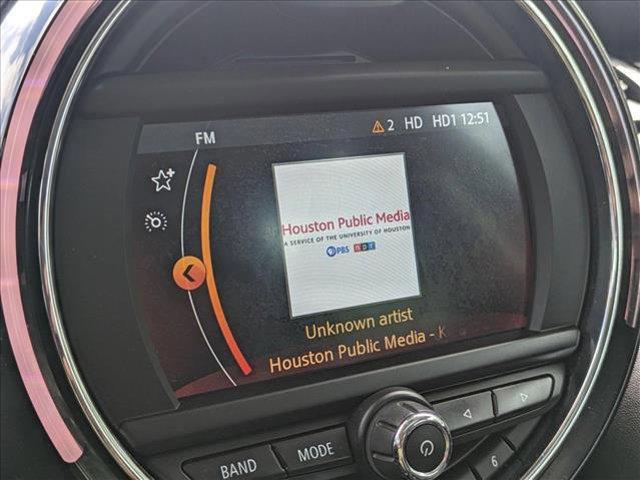 FM
2 HD HD1 12:51
Houston Public Media
A SERVICE OF THE UNIVERSITY OF HOUSTON
PBS npr
Unknown artist
Houston Public Media - K
BAND MODE
6